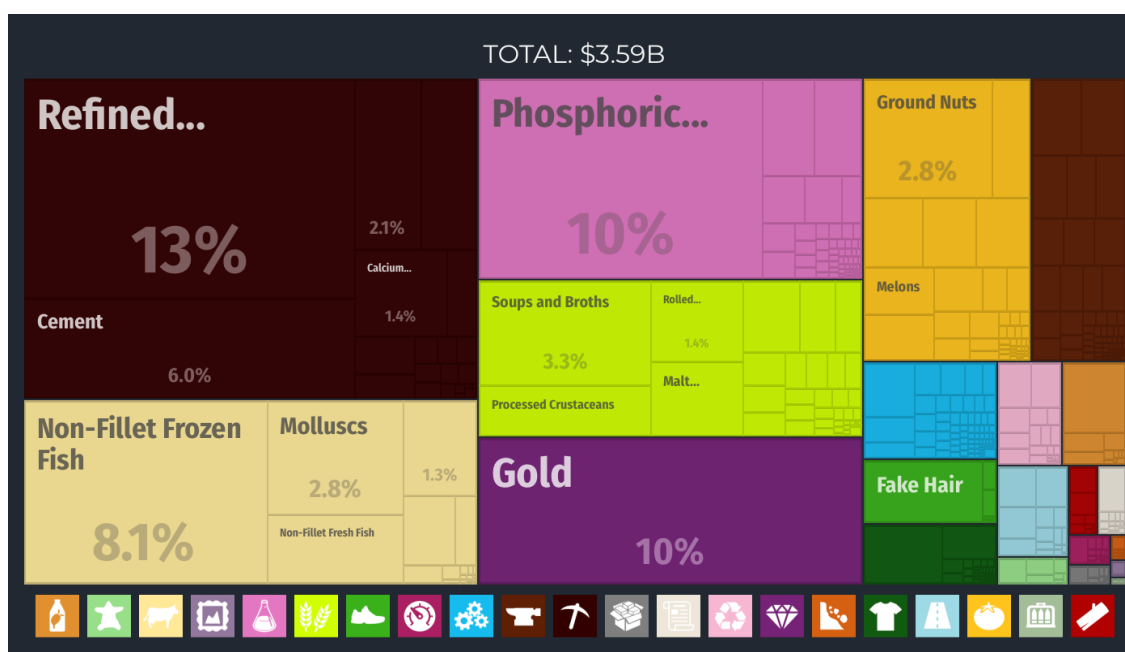 TOTAL: $3.59B
Refined...
13%
2.1%
Calcium...
1.4%
Cement
6.0%
Non-Fillet Frozen
Fish
8.1%
Molluscs
2.8%
1.3%
Non-Fillet Fresh Fish
Phosphoric...
10%
Soups and Broths
3.3%
Rolled...
1.4%
Malt...
Processed Crustaceans
Gold
10%
Ground Nuts
2.8%
Melons
Fake Hair